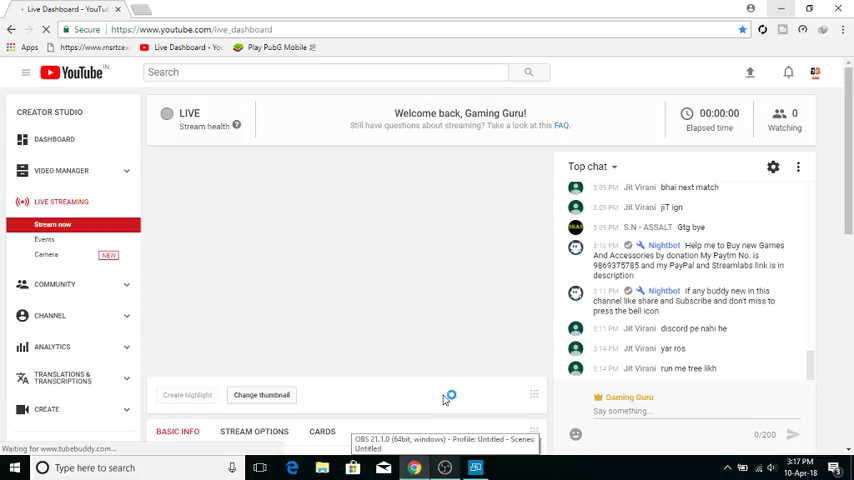 Live Dashboard - YouTube
Secure
https://www.youtube.com/live_dashboard
Apps
https://www.msrtcex
Live Dashboard - You
Play PubG Mobile
YouTube IN
Search
CREATOR STUDIO
DASHBOARD
VIDEO MANAGER
LIVE STREAMING
Stream now
Events
Camera
NEW
COMMUNITY
CHANNEL
ANALYTICS
TRANSLATIONS &
TRANSCRIPTIONS
CREATE
LIVE
Stream health
Welcome back, Gaming Guru!
Still have questions about streaming? Take a look at this FAQ.
00:00:00
Elapsed time
0
Watching
Top chat
3:09 PM Jit Virani bhai next match
3:09 PM Jit Virani jiT ign
3:09 PM S.N - ASSALT Gtg bye
3:10 PM Nightbot Help me to Buy new Games
And Accessories by donation My Paytm No. is
9869375785 and my PayPal and Streamlabs link is in
description
3:11 PM Nightbot If any buddy new in this
channel like share and Subscribe and don't miss to
press the bell icon
3:11 PM Jit Virani discord pe nahi he
3:14 PM Jit Virani yar ros
3:14 PM Jit Virani run me tree likh
Gaming Guru
Say something...
0/200
Create highlight
Change thumbnail
BASIC INFO
STREAM OPTIONS
CARDS
OBS 21.1.0 (64bit, windows) - Profile: Untitled - Scenes:
Untitled
Waiting for www.tubebuddy.com...
Type here to search
3:17 PM
10-Apr-18
3